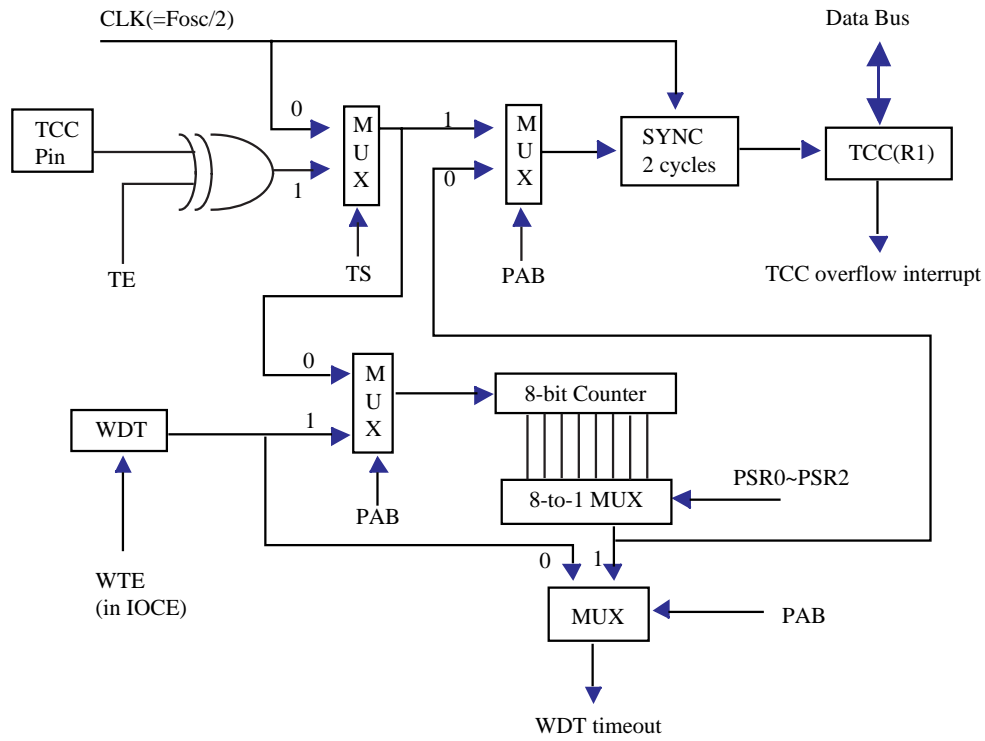 CLK(=Fosc/2)
Data Bus
TCC
Pin
0
1
M
U
X
1
0
M
U
X
SYNC
2 cycles
TCC(R1)
TE
TS
PAB
TCC overflow interrupt
0
1
M
U
X
8-bit Counter
WDT
PAB
8-to-1 MUX
PSR0~PSR2
0
1
WTE
(in IOCE)
MUX
PAB
WDT timeout